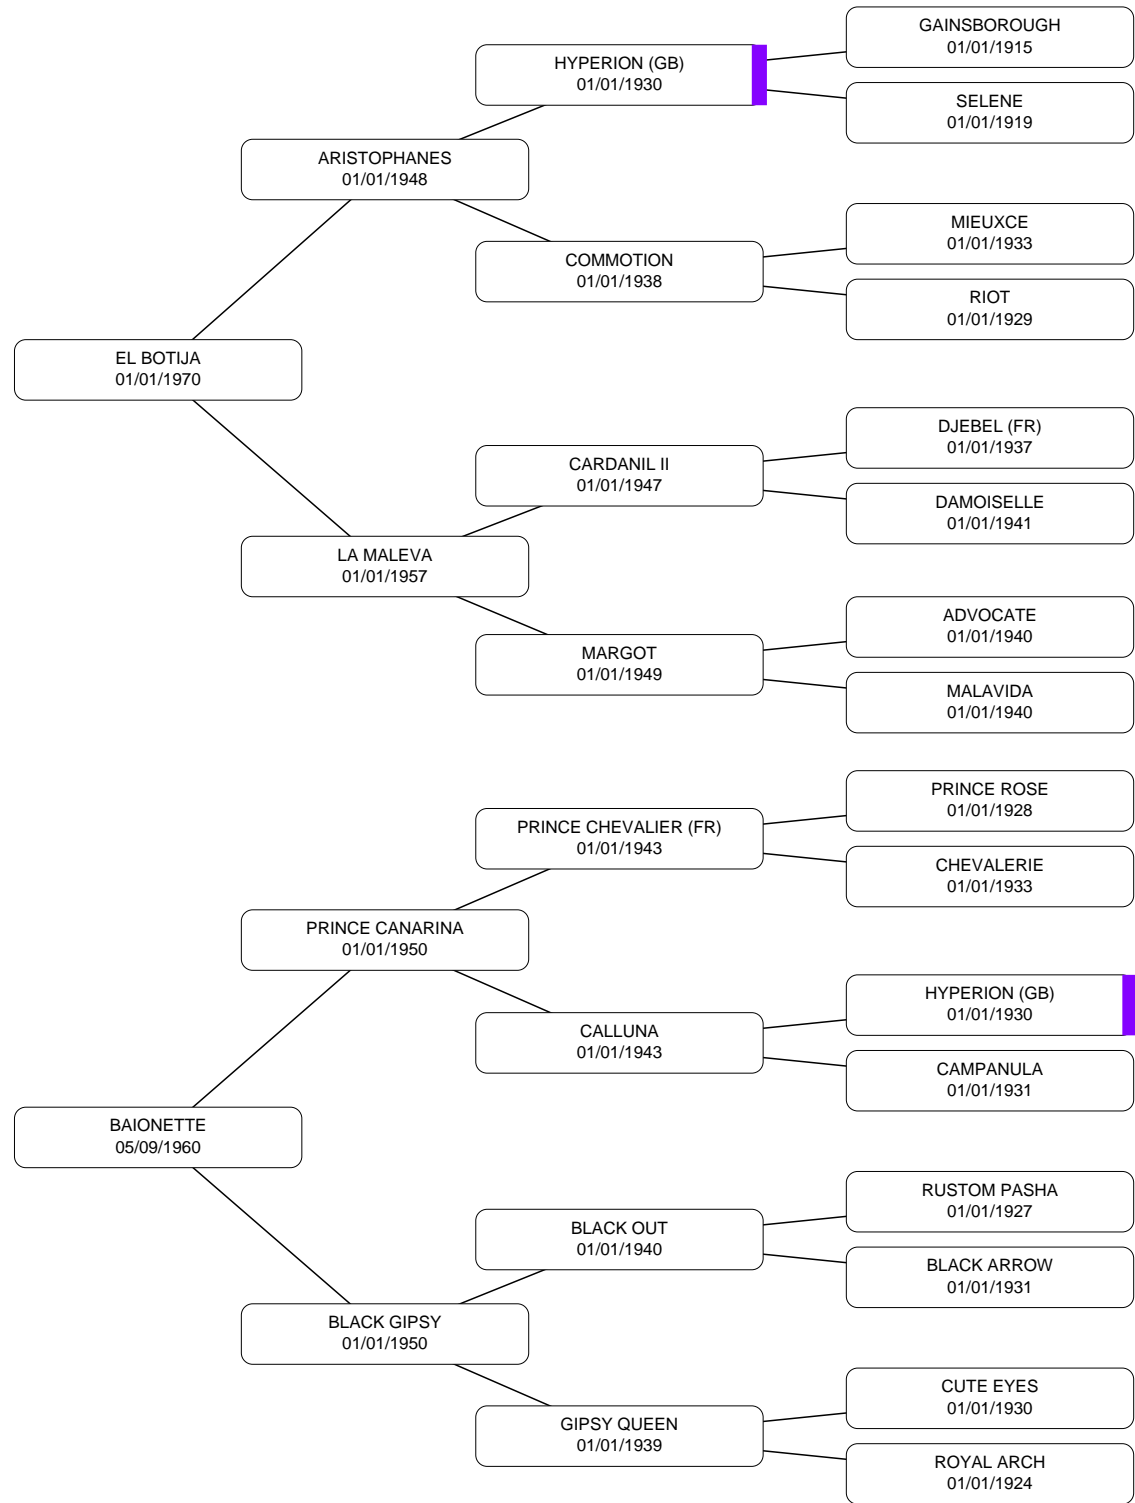 GAINSBOROUGH
01/01/1915
HYPERION (GB)
01/01/1930
SELENE
01/01/1919
ARISTOPHANES
01/01/1948
MIEUXCE
01/01/1933
COMMOTION
01/01/1938
RIOT
01/01/1929
EL BOTIJA
01/01/1970
DJEBEL (FR)
01/01/1937
CARDANIL II
01/01/1947
DAMOISELLE
01/01/1941
LA MALEVA
01/01/1957
ADVOCATE
01/01/1940
MARGOT
01/01/1949
MALAVIDA
01/01/1940
PRINCE ROSE
01/01/1928
PRINCE CHEVALIER (FR)
01/01/1943
CHEVALERIE
01/01/1933
PRINCE CANARINA
01/01/1950
HYPERION (GB)
01/01/1930
CALLUNA
01/01/1943
CAMPANULA
01/01/1931
BAIONETTE
05/09/1960
RUSTOM PASHA
01/01/1927
BLACK OUT
01/01/1940
BLACK ARROW
01/01/1931
BLACK GIPSY
01/01/1950
CUTE EYES
01/01/1930
GIPSY QUEEN
01/01/1939
ROYAL ARCH
01/01/1924